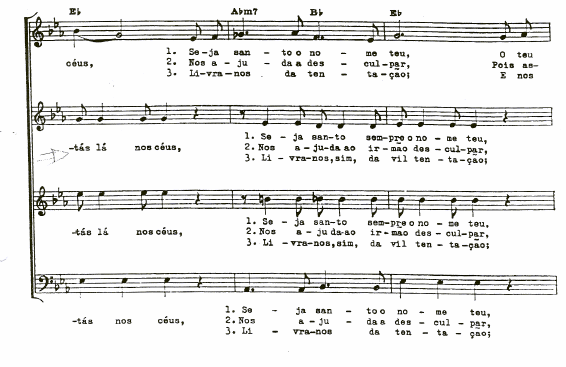 E♭ A♭m7 B♭ E♭
1. Se-ja san - to o no - me teu, O teu
céus, 2. Nos a - ju - da a des - cul-par, Pois as-
3. Li-vra-nos da ten - ta-ção; E nos
1. Se - ja san-to sem-pre o no - me teu,
-tás lá nos céus, 2. Nos a-ju-da ao ir-mão des-cul-par,
3. Li - vra-nos, sim, da vil ten - ta-ção;
1. Se - ja san-to sem-pre o no - me teu,
-tás lá nos céus, 2. Nos a-ju da-ao ir-mão des-cul-par,
3. Li - vra-nos, sim, da vil ten - ta-ção;
1. Se - ja san - to o no - me teu,
-tás nos céus, 2. Nos a-ju - da a des - cul - par,
3. Li - vra-nos da ten - ta - ção;